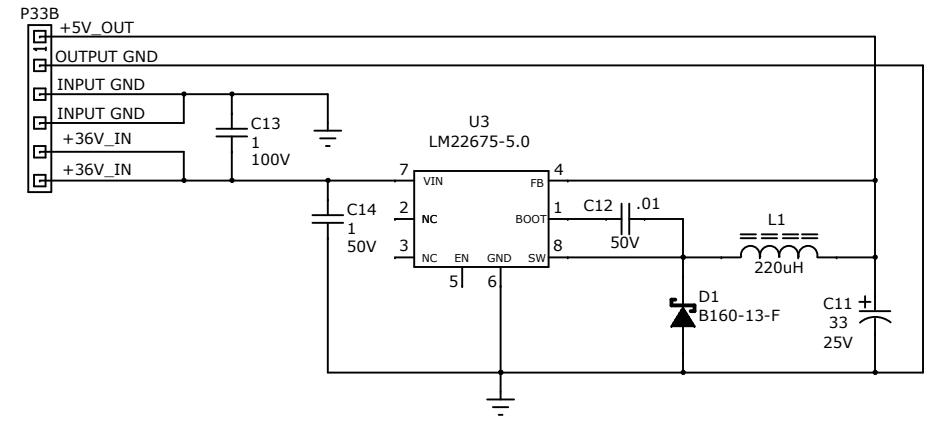 P33B
+5V_OUT
1
OUTPUT GND
INPUT GND
INPUT GND
+36V_IN
+36V_IN
C13
1
100V
C14
1
50V
U3
LM22675-5.0
7
VIN
2
NC
3
NC
EN
5
GND
6
4
FB
1
BOOT
8
SW
C12
.01
50V
L1
220uH
D1
B160-13-F
C11
+
33
25V